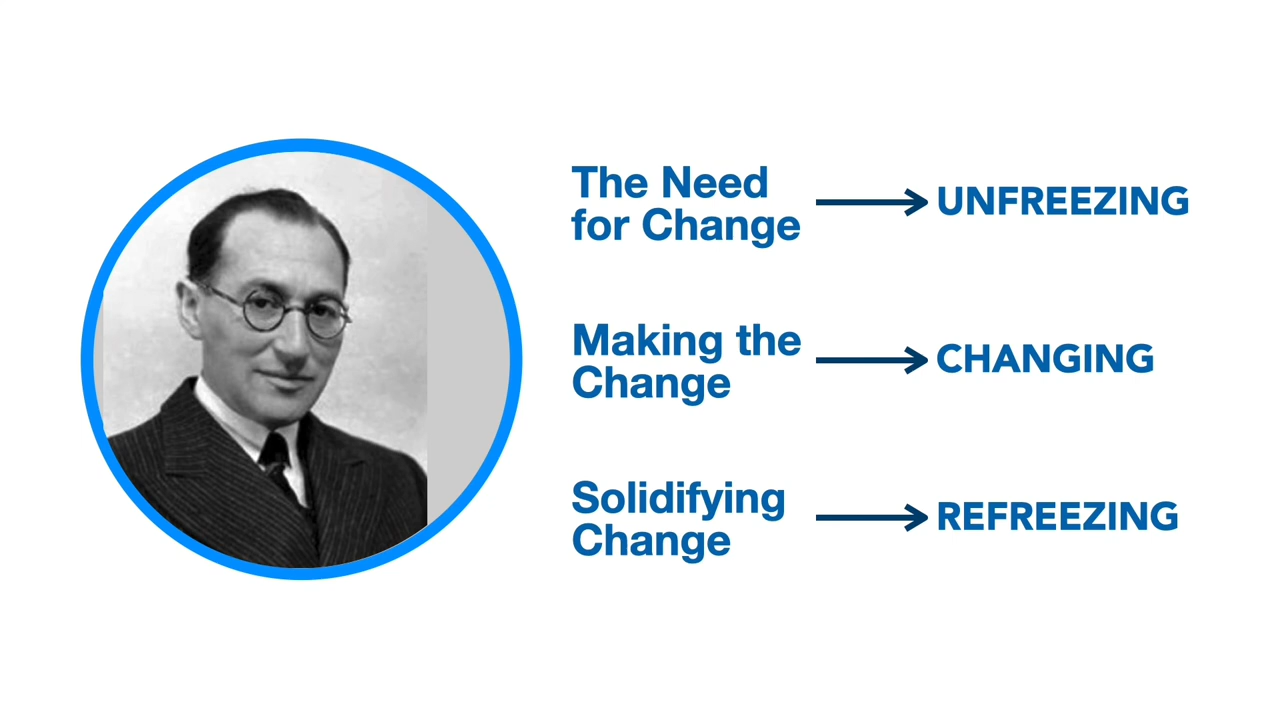 The Need
for Change
UNFREEZING
Making the
Change
CHANGING
Solidifying
Change
REFREEZING